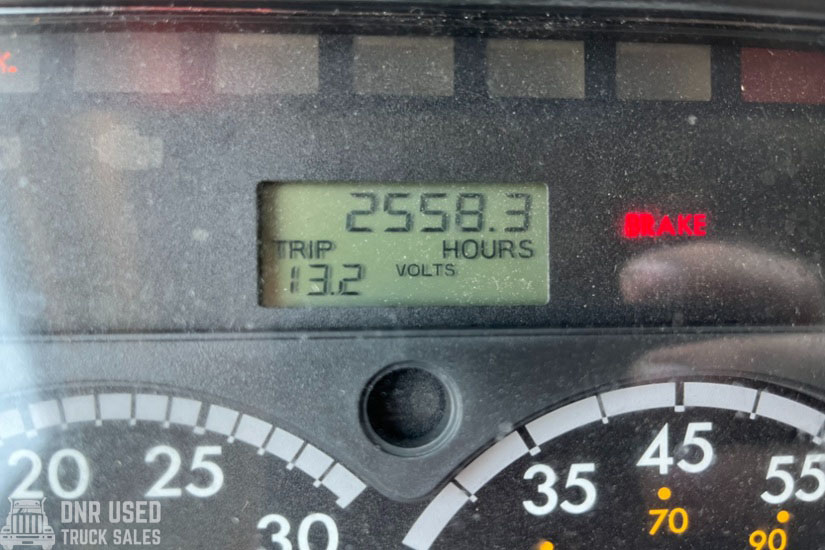 2558.3
TRIP HOURS
13.2 VOLTS
BRAKE
20 25 30
35 45 55
70 90
DNR USED
TRUCK SALES